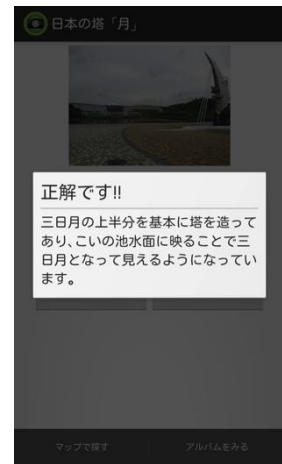 日本の塔「月」
正解です!!
三日月の上半分を基本に塔を造って
あり、こいの池水面に映ることで三
日月となって見えるようになってい
ます。
マップで探す
アルバムをみる